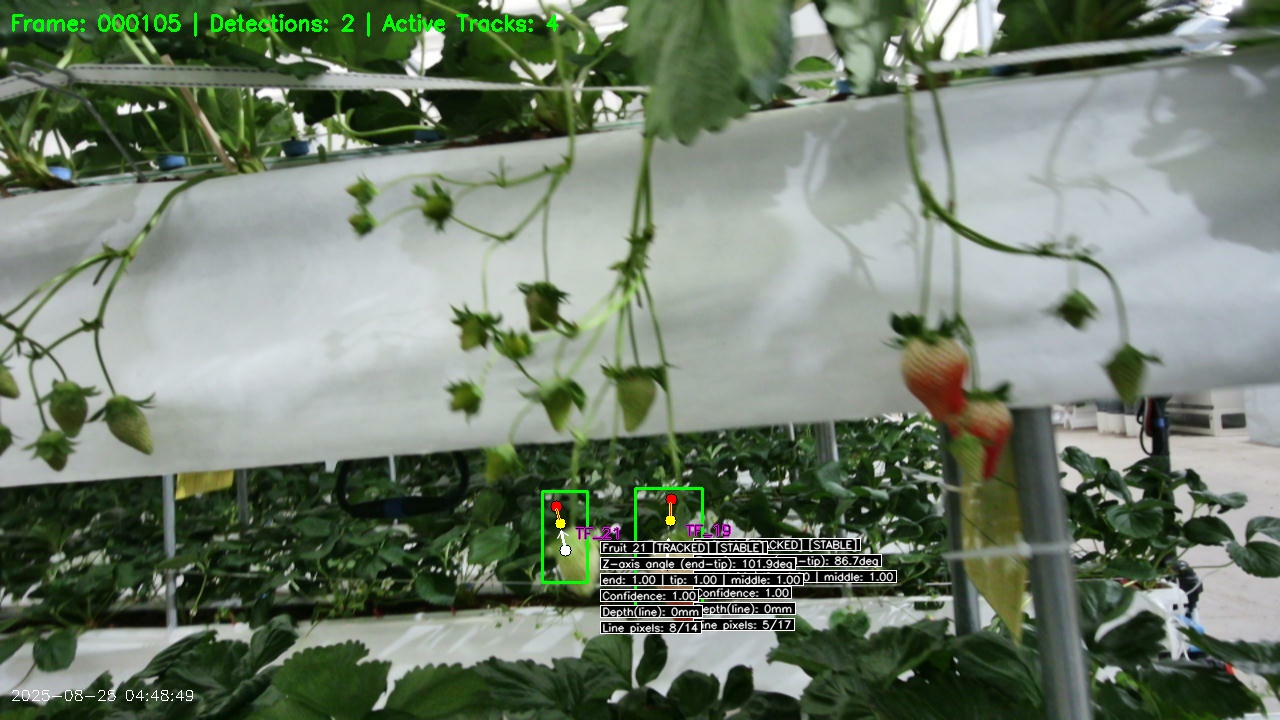 Frame: 000105 | Detections: 2 | Active Tracks: 4
TF_21
TF_19
Fruit 21 [TRACKED] [STABLE]
CKED] [STABLE]
Z-axis angle (end-tip): 101.9deg
-tip): 86.7deg
end: 1.00 | tip: 1.00 | middle: 1.00
| middle: 1.00
Confidence: 1.00
Confidence: 1.00
Depth(line): 0mm
epth(line): 0mm
Line pixels: 8/14
ne pixels: 5/17
2025-08-28 04:48:49